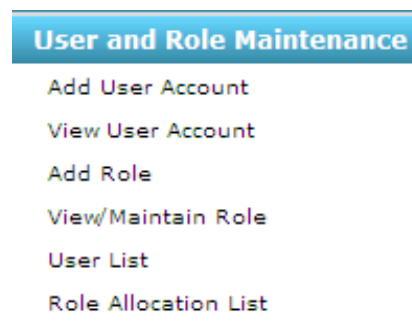 User and Role Maintenance
Add User Account
View User Account
Add Role
View/Maintain Role
User List
Role Allocation List